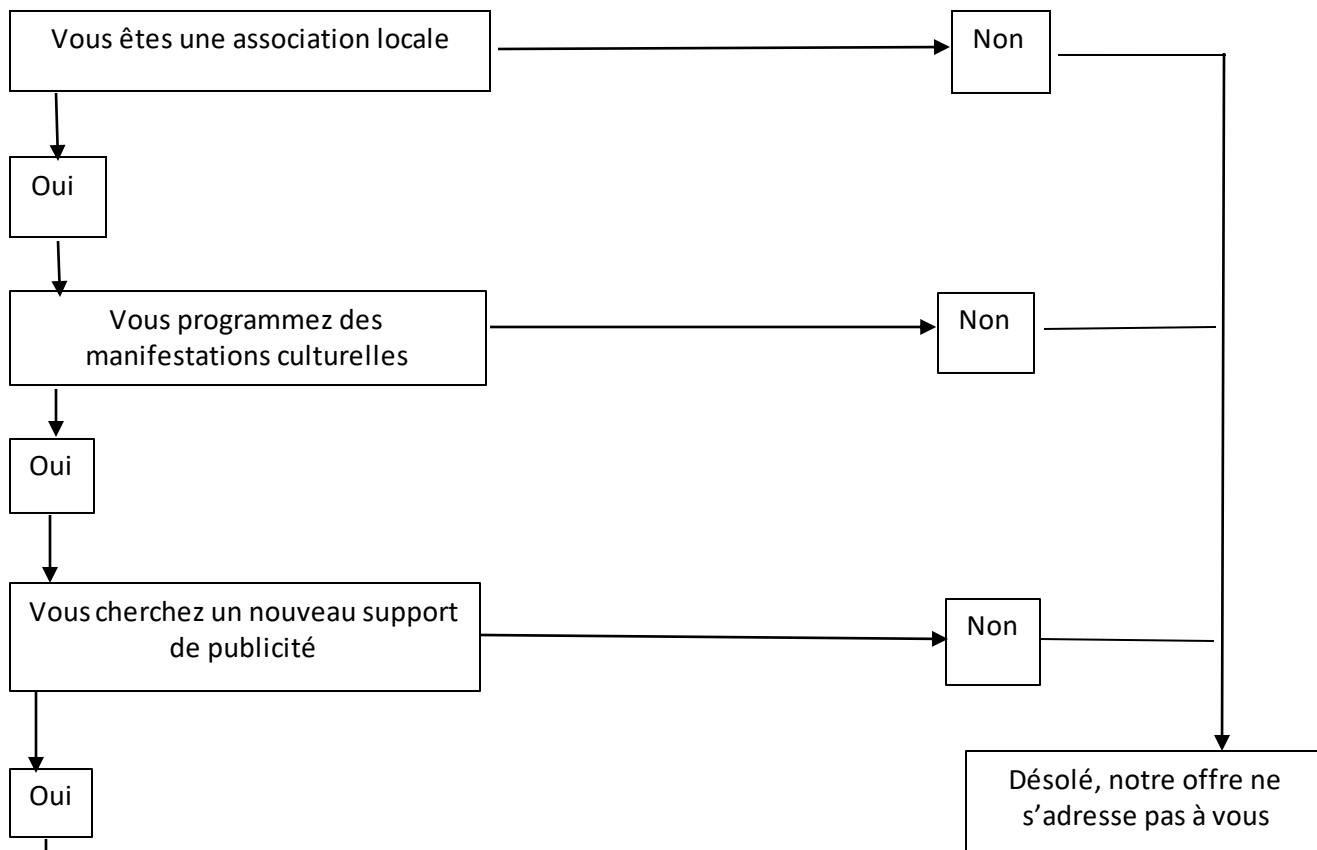 Vous êtes une association locale
Non
Oui
Vous programmez des
manifestations culturelles
Non
Oui
Vous cherchez un nouveau support
de publicité
Non
Oui
Désolé, notre offre ne
s’adresse pas à vous